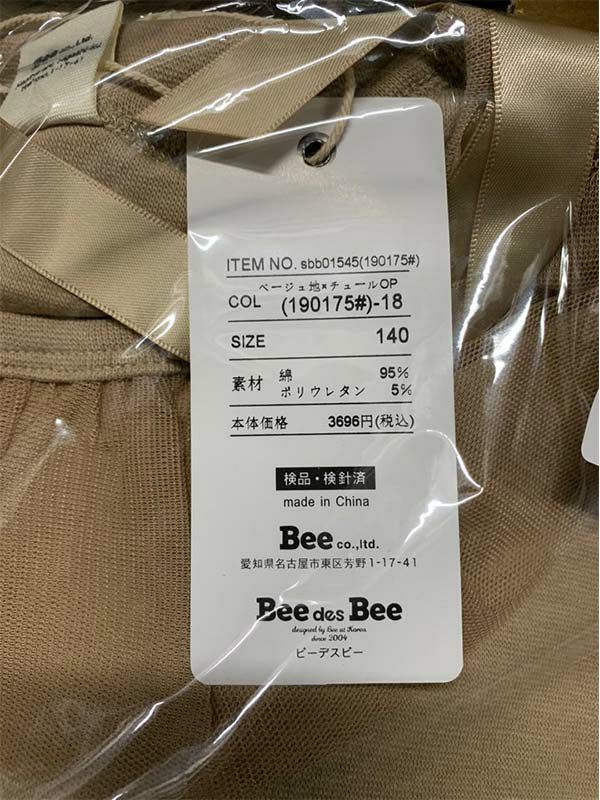 Bee co.,Ltd.
ITEM NO. sbb01545(190175#)
ベージュ地×チュールOP
COL (190175#)-18
SIZE 140
素材 綿 95%
ポリウレタン 5%
本体価格 3696円(税込)
検品・検針済
made in China
Bee co.,ltd.
愛知県名古屋市東区芳野1-17-41
Bee des Bee
designed by Bee at Korea
since 2004
ビーデスビー